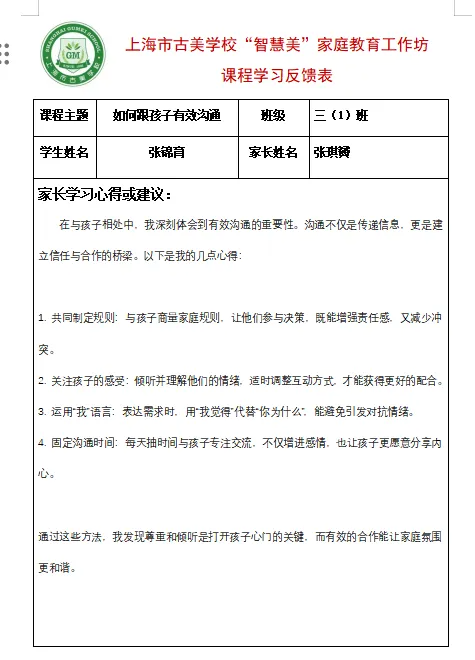 上海市古美学校“智慧美”家庭教育工作坊
课程学习反馈表
课程主题 如何跟孩子有效沟通 班级 三（1）班
学生姓名 张锦育 家长姓名 张琪赟
家长学习心得或建议：
在与孩子相处中，我深刻体会到有效沟通的重要性。沟通不仅是传递信息，更是建
立信任与合作的桥梁。以下是我的几点心得：
1. 共同制定规则：与孩子商量家庭规则，让他们参与决策，既能增强责任感，又减少冲
突。
2. 关注孩子的感受：倾听并理解他们的情绪，适时调整互动方式，才能获得更好的配合。
3. 运用“我”语言：表达需求时，用“我觉得”代替“你为什么”，能避免引发对抗情绪。
4. 固定沟通时间：每天抽时间与孩子专注交流，不仅增进感情，也让孩子更愿意分享内
心。
通过这些方法，我发现尊重和倾听是打开孩子心门的关键，而有效的合作能让家庭氛围
更和谐。
SHANGHAI GUMEI SCHOOL
GM
上海市古美学校